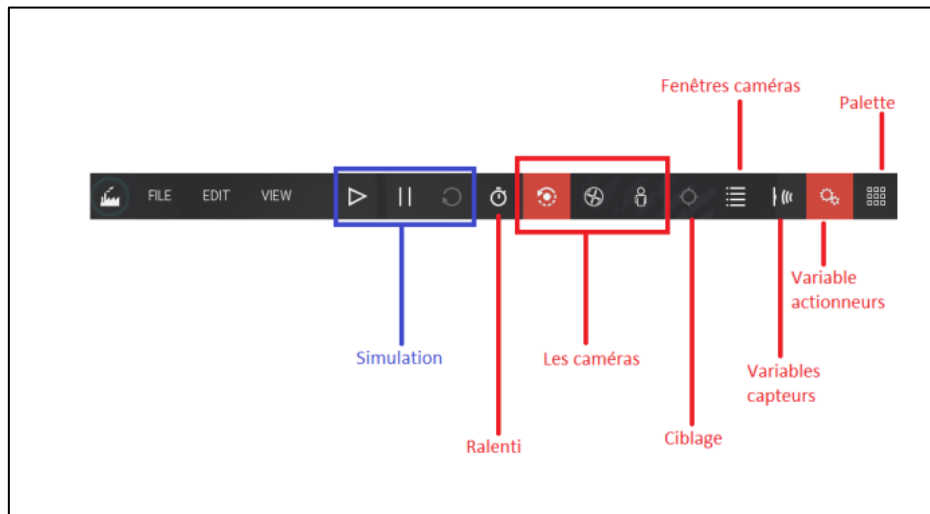 Fenêtres caméras
Palette
FILE EDIT VIEW
Variable
actionneurs
Simulation
Les caméras
Variables
capteurs
Ralenti
Ciblage